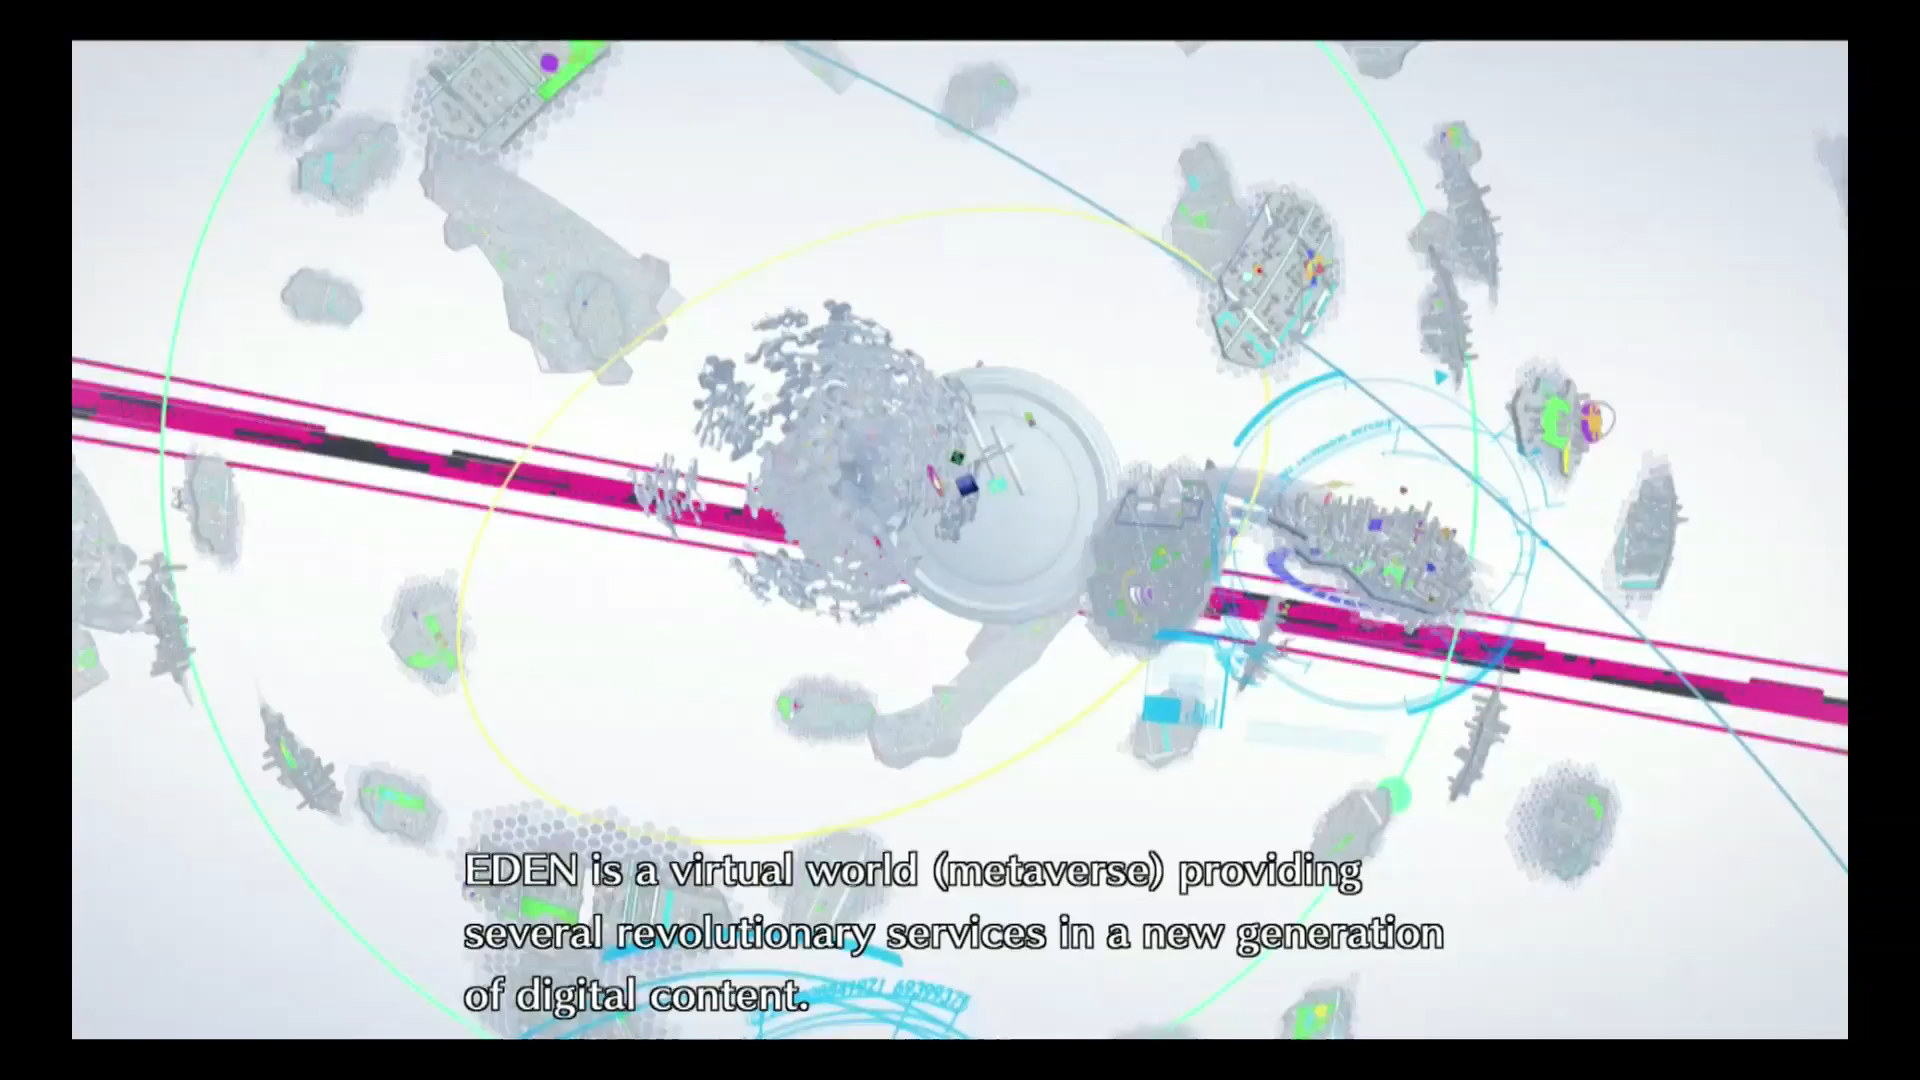 EDEN is a virtual world (metaverse) providing
several revolutionary services in a new generation
of digital content.